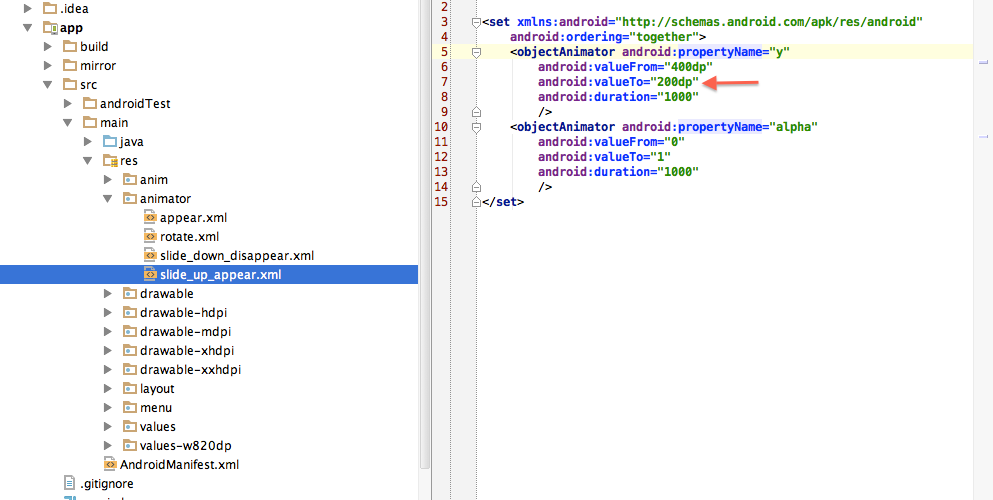 .idea
app
build
mirror
src
androidTest
main
java
res
anim
animator
appear.xml
rotate.xml
slide_down_disappear.xml
slide_up_appear.xml
drawable
drawable-hdpi
drawable-mdpi
drawable-xhdpi
drawable-xxhdpi
layout
menu
values
values-w820dp
AndroidManifest.xml
.gitignore
2
3 <set xmlns:android="http://schemas.android.com/apk/res/android"
4 android:ordering="together">
5 <objectAnimator android:propertyName="y"
6 android:valueFrom="400dp"
7 android:valueTo="200dp"
8 android:duration="1000"
9 />
10 <objectAnimator android:propertyName="alpha"
11 android:valueFrom="0"
12 android:valueTo="1"
13 android:duration="1000"
14 />
15 </set>